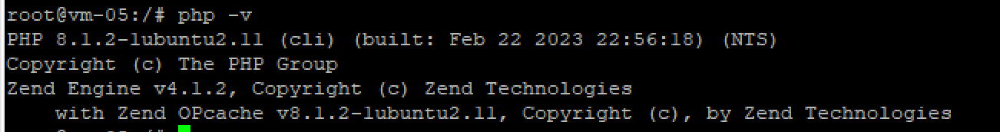 root@vm-05:/# php -v
PHP 8.1.2-1ubuntu2.11 (cli) (built: Feb 22 2023 22:56:18) (NTS)
Copyright (c) The PHP Group
Zend Engine v4.1.2, Copyright (c) Zend Technologies
    with Zend OPcache v8.1.2-1ubuntu2.11, Copyright (c), by Zend Technologies